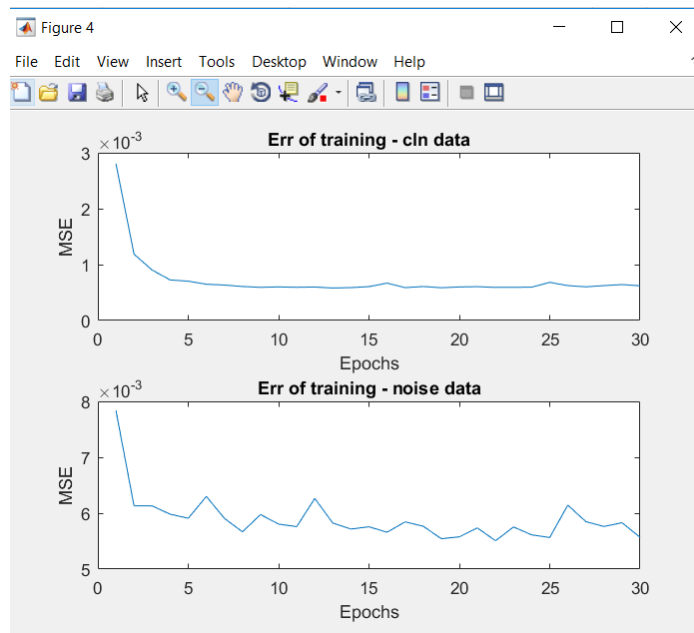 Figure 4
File Edit View Insert Tools Desktop Window Help
×10-3
Err of training - cln data
3
2
1
0
MSE
0 5 10 15 20 25 30
Epochs
×10-3
Err of training - noise data
8
7
6
5
MSE
0 5 10 15 20 25 30
Epochs